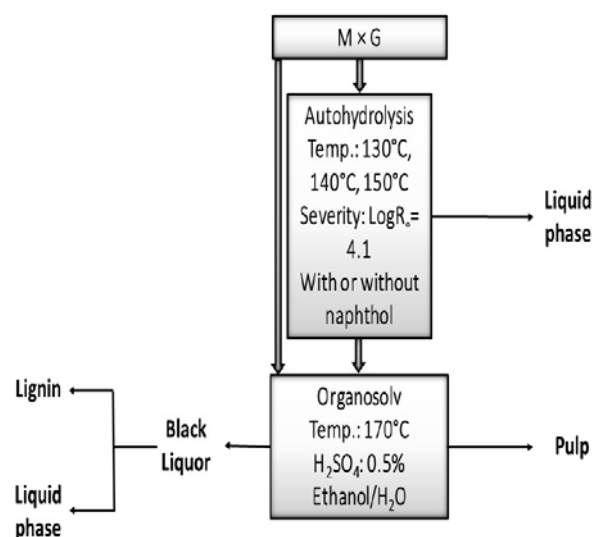 M × G
Autohydrolysis
Temp.: 130°C,
140°C, 150°C
Severity: LogR₀=
4.1
With or without
naphthol
Liquid
phase
Organosolv
Temp.: 170°C
H₂SO₄: 0.5%
Ethanol/H₂O
Pulp
Black
Liquor
Lignin
Liquid
phase